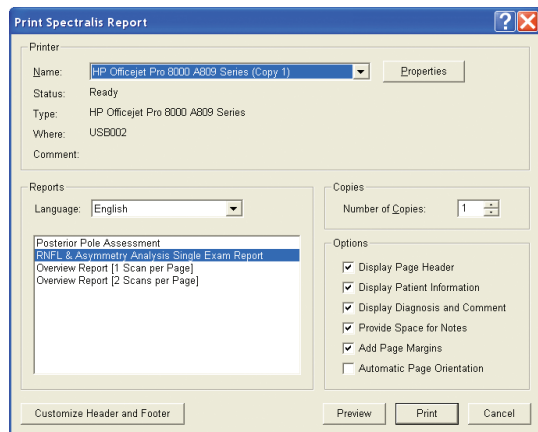 Print Spectralis Report
Printer
Name: HP Officejet Pro 8000 A809 Series (Copy 1) Properties
Status: Ready
Type: HP Officejet Pro 8000 A809 Series
Where: USB002
Comment:
Reports
Language: English
Posterior Pole Assessment
RNFL & Asymmetry Analysis Single Exam Report
Overview Report [1 Scan per Page]
Overview Report [2 Scans per Page]
Copies
Number of Copies: 1
Options
Display Page Header
Display Patient Information
Display Diagnosis and Comment
Provide Space for Notes
Add Page Margins
Automatic Page Orientation
Customize Header and Footer Preview Print Cancel